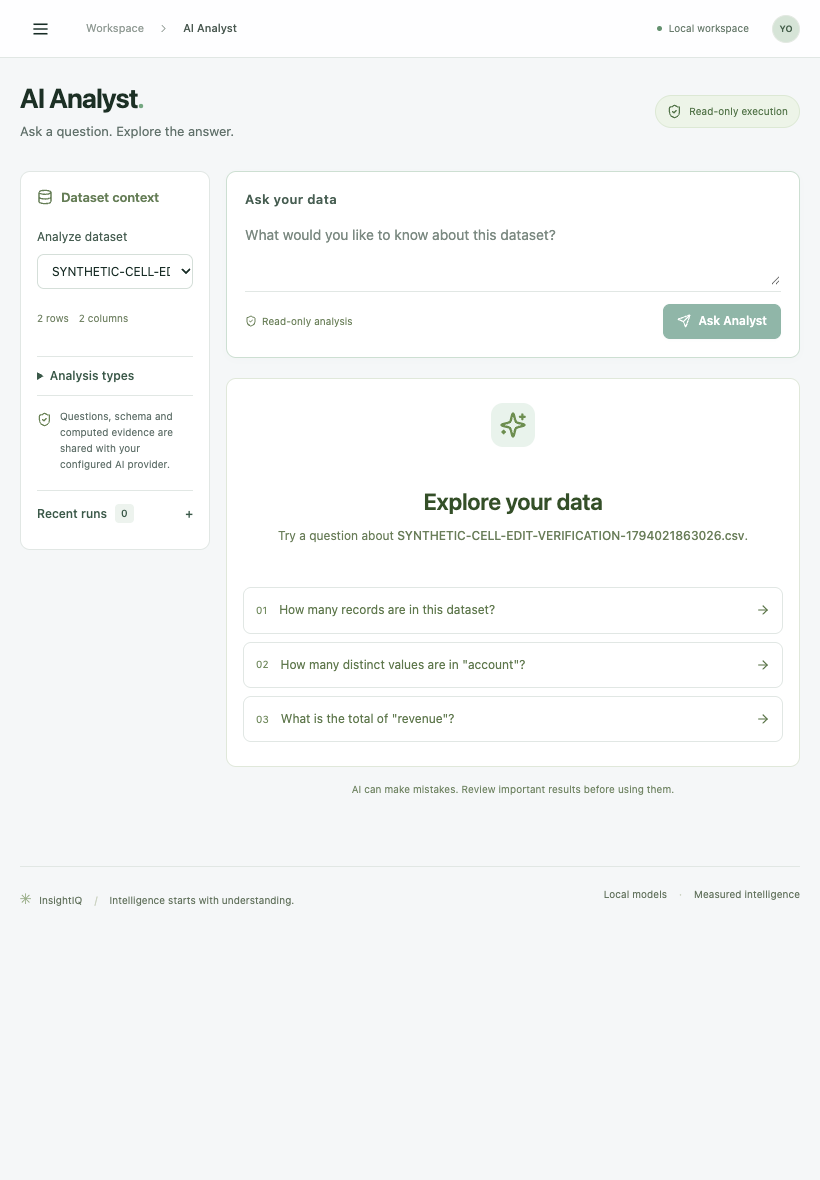 Workspace
AI Analyst
Local workspace
YO
AI Analyst.
Ask a question. Explore the answer.
Read-only execution
Dataset context
Analyze dataset
SYNTHETIC-CELL-ED
2 rows 2 columns
Analysis types
Questions, schema and
computed evidence are
shared with your
configured AI provider.
Recent runs 0 +
Ask your data
What would you like to know about this dataset?
Read-only analysis
Ask Analyst
Explore your data
Try a question about SYNTHETIC-CELL-EDIT-VERIFICATION-1794021863026.csv.
01 How many records are in this dataset?
02 How many distinct values are in "account"?
03 What is the total of "revenue"?
AI can make mistakes. Review important results before using them.
InsightIQ / Intelligence starts with understanding.
Local models · Measured intelligence